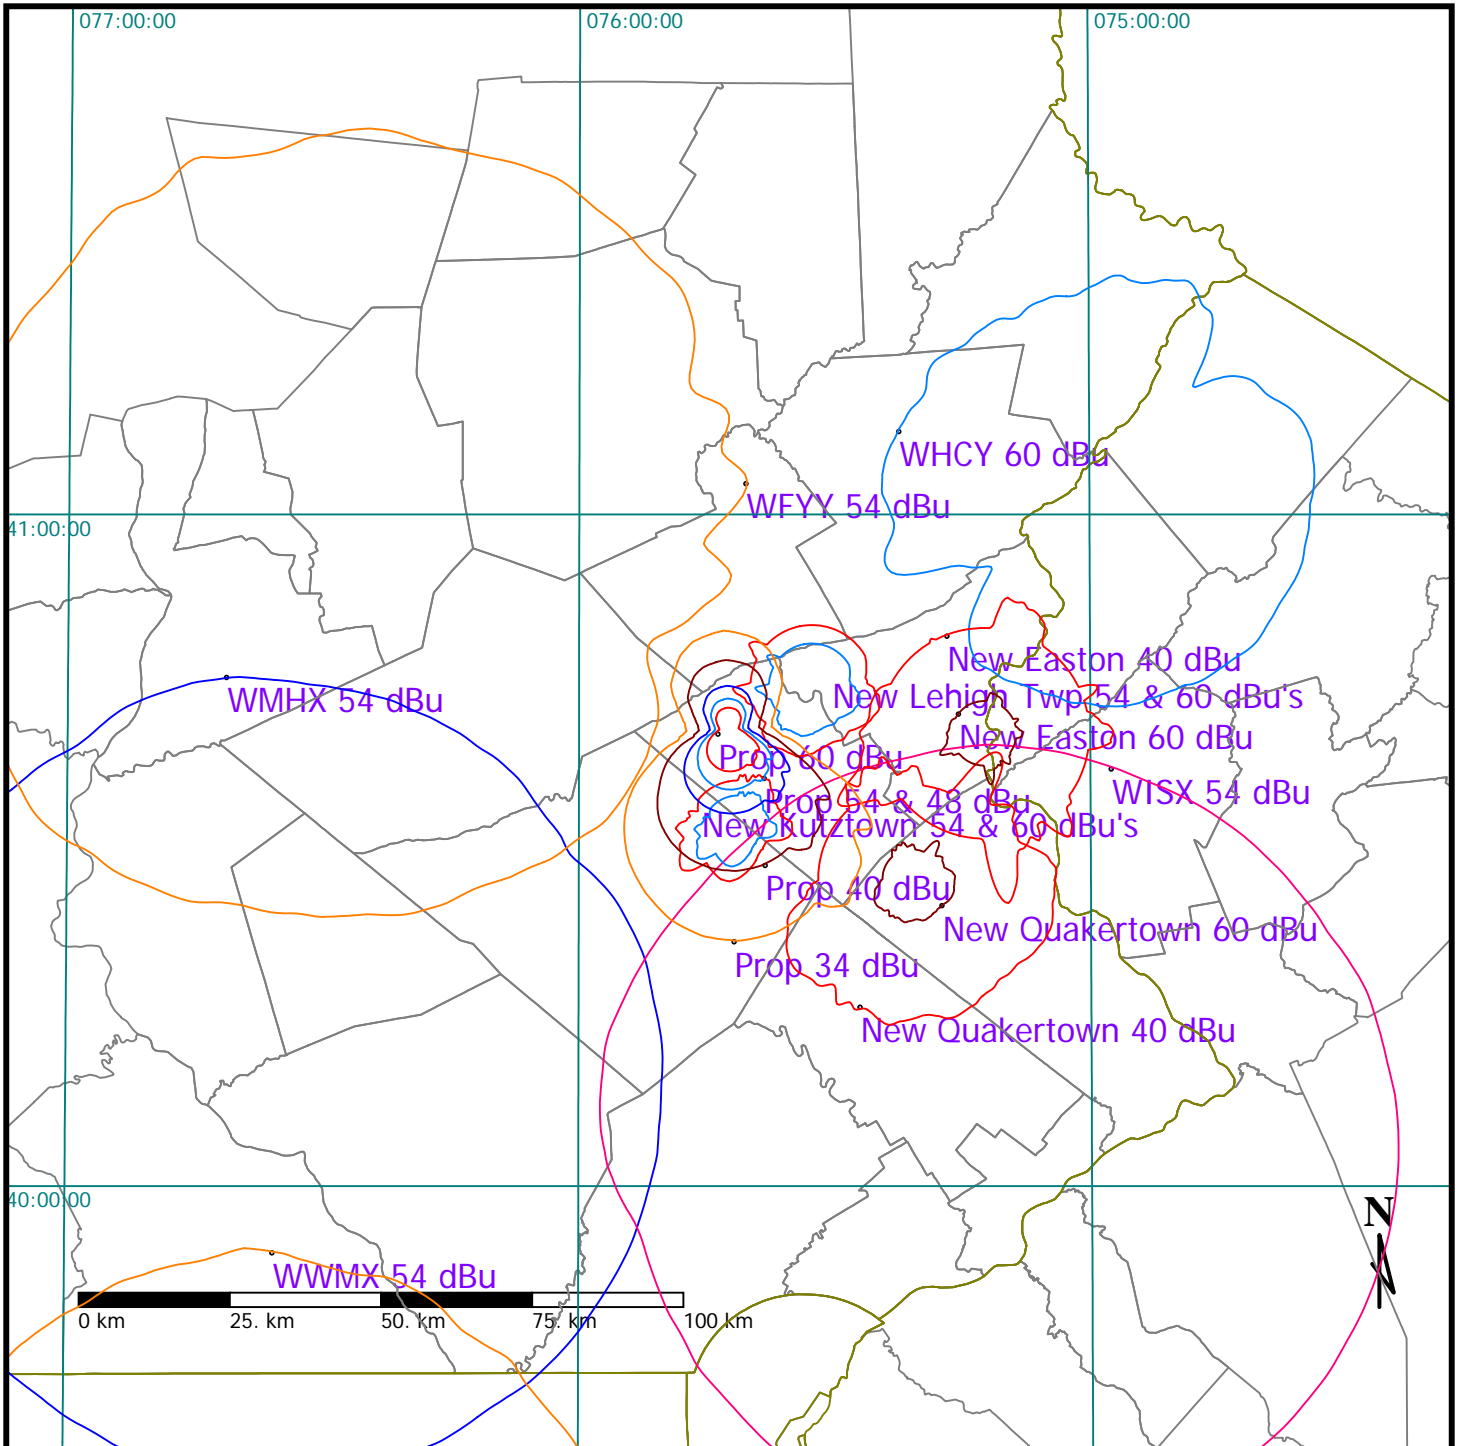 077:00:00
076:00:00
075:00:00
WHCY 60 dBu
WFYY 54 dBu
41:00:00
New Easton 40 dBu
WMHX 54 dBu
New Lehigh Twp 54 & 60 dBu's
New Easton 60 dBu
Prop 60 dBu
WISX 54 dBu
Prop 54 & 48 dBu
New Kutztown 54 & 60 dBu's
Prop 40 dBu
New Quakertown 60 dBu
Prop 34 dBu
New Quakertown 40 dBu
40:00:00
N
WWMX 54 dBu
0 km 25. km 50. km 75. km 100 km